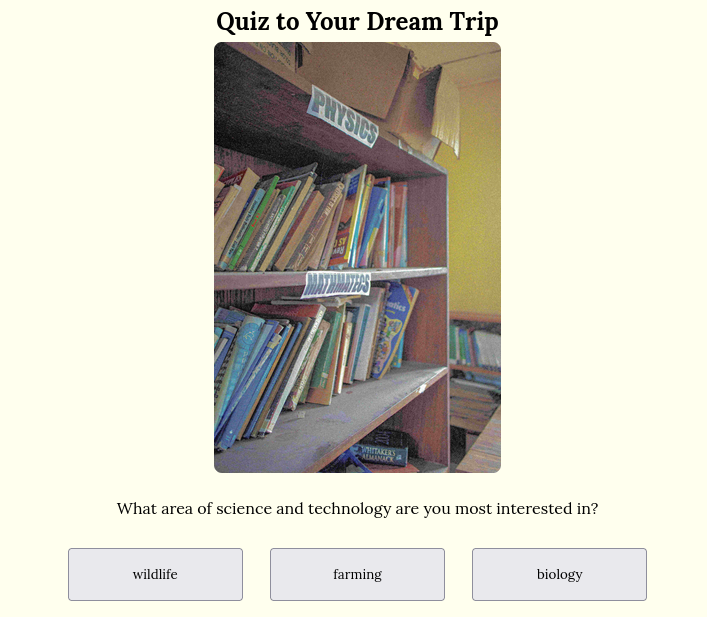 Quiz to Your Dream Trip
PHYSICS
MATHMATECS
WHITAKER'S
ALMANACK
What area of science and technology are you most interested in?
wildlife
farming
biology